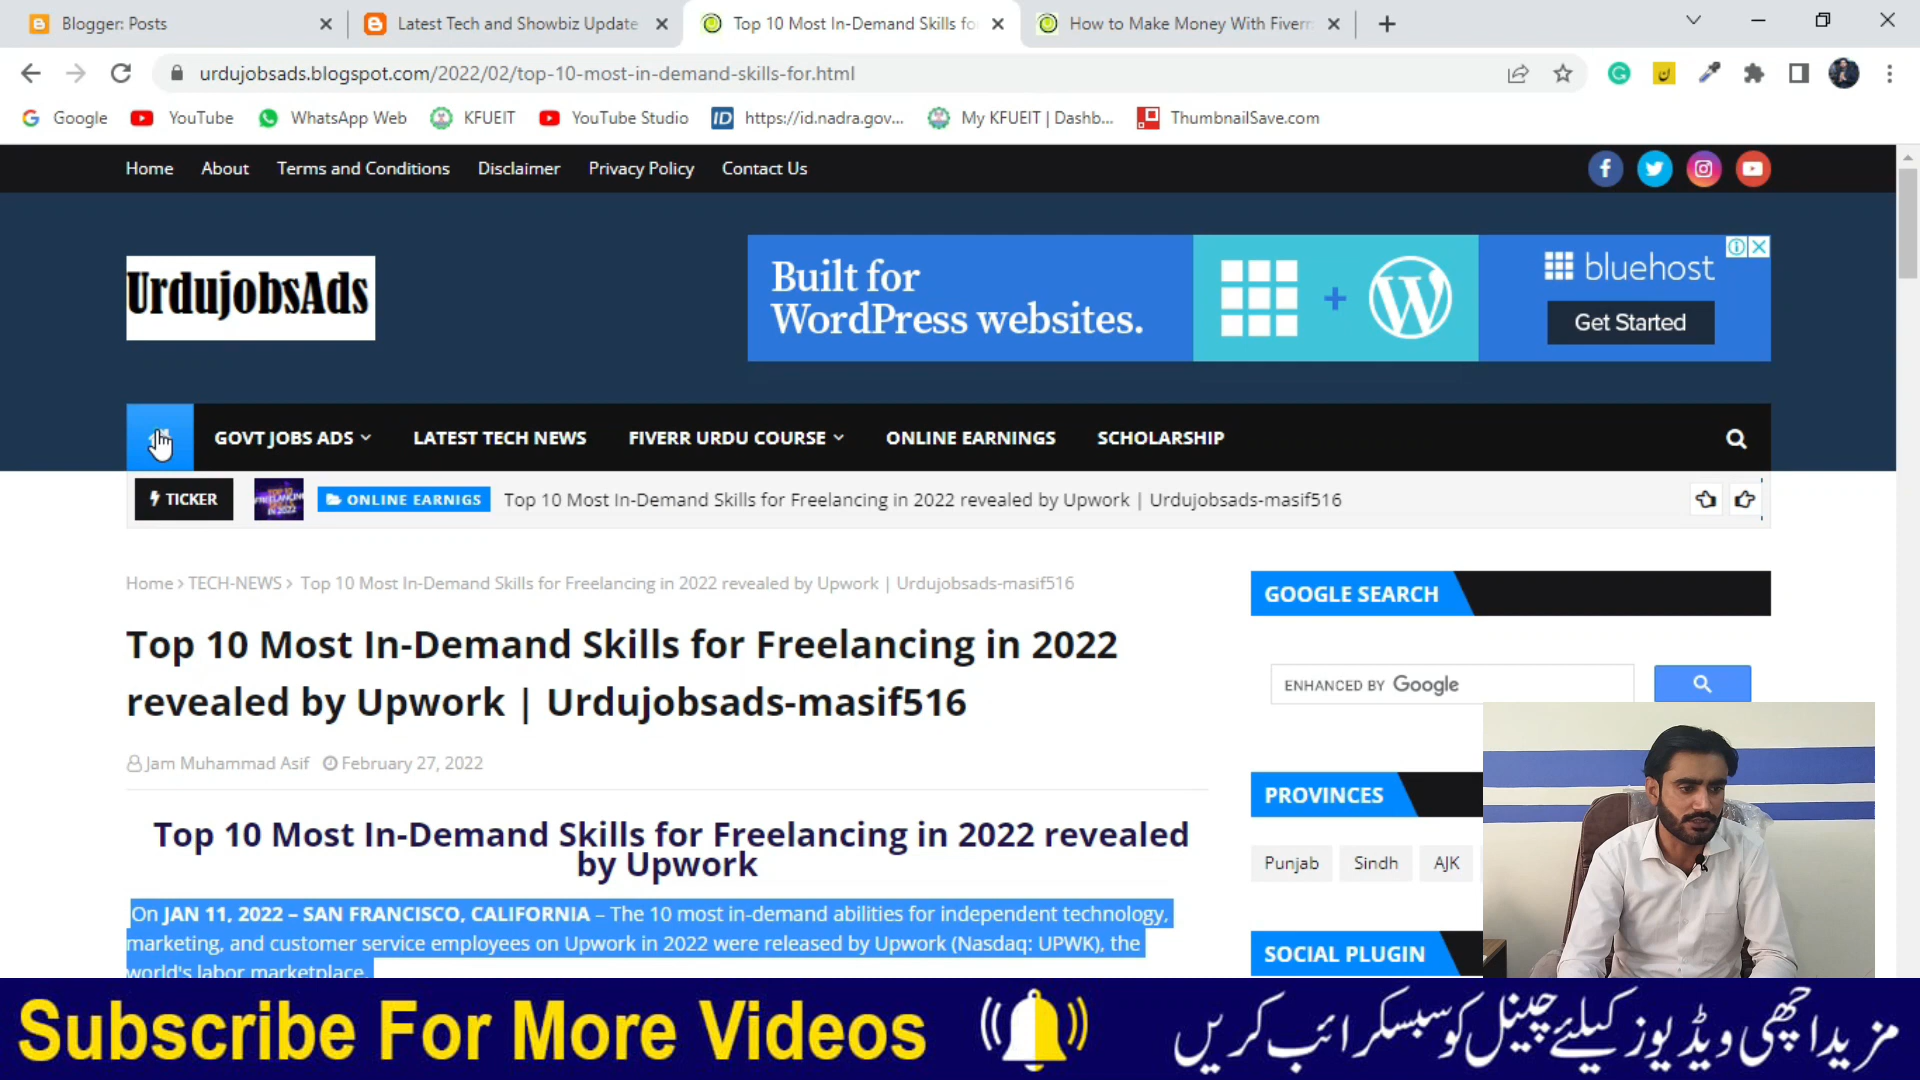 Blogger: Posts
Latest Tech and Showbiz Update
Top 10 Most In-Demand Skills fo
How to Make Money With Fiverr
urdujobsads.blogspot.com/2022/02/top-10-most-in-demand-skills-for.html
Google
YouTube
WhatsApp Web
KFUEIT
YouTube Studio
ID
https://id.nadra.gov...
My KFUEIT | Dashb...
ThumbnailSave.com
Home
About
Terms and Conditions
Disclaimer
Privacy Policy
Contact Us
UrdujobsAds
Built for
WordPress websites.
bluehost
Get Started
GOVT JOBS ADS
LATEST TECH NEWS
FIVERR URDU COURSE
ONLINE EARNINGS
SCHOLARSHIP
TICKER
ONLINE EARNIGS
Top 10 Most In-Demand Skills for Freelancing in 2022 revealed by Upwork | Urdujobsads-masif516
Home › TECH-NEWS › Top 10 Most In-Demand Skills for Freelancing in 2022 revealed by Upwork | Urdujobsads-masif516
Top 10 Most In-Demand Skills for Freelancing in 2022
revealed by Upwork | Urdujobsads-masif516
Jam Muhammad Asif
February 27, 2022
Top 10 Most In-Demand Skills for Freelancing in 2022 revealed
by Upwork
On JAN 11, 2022 – SAN FRANCISCO, CALIFORNIA – The 10 most in-demand abilities for independent technology,
marketing, and customer service employees on Upwork in 2022 were released by Upwork (Nasdaq: UPWK), the
world's labor marketplace.
GOOGLE SEARCH
ENHANCED BY Google
PROVINCES
Punjab
Sindh
AJK
SOCIAL PLUGIN
Subscribe For More Videos
مزید اچھی ویڈیوز کیلئے چینل کو سبسکرائب کریں